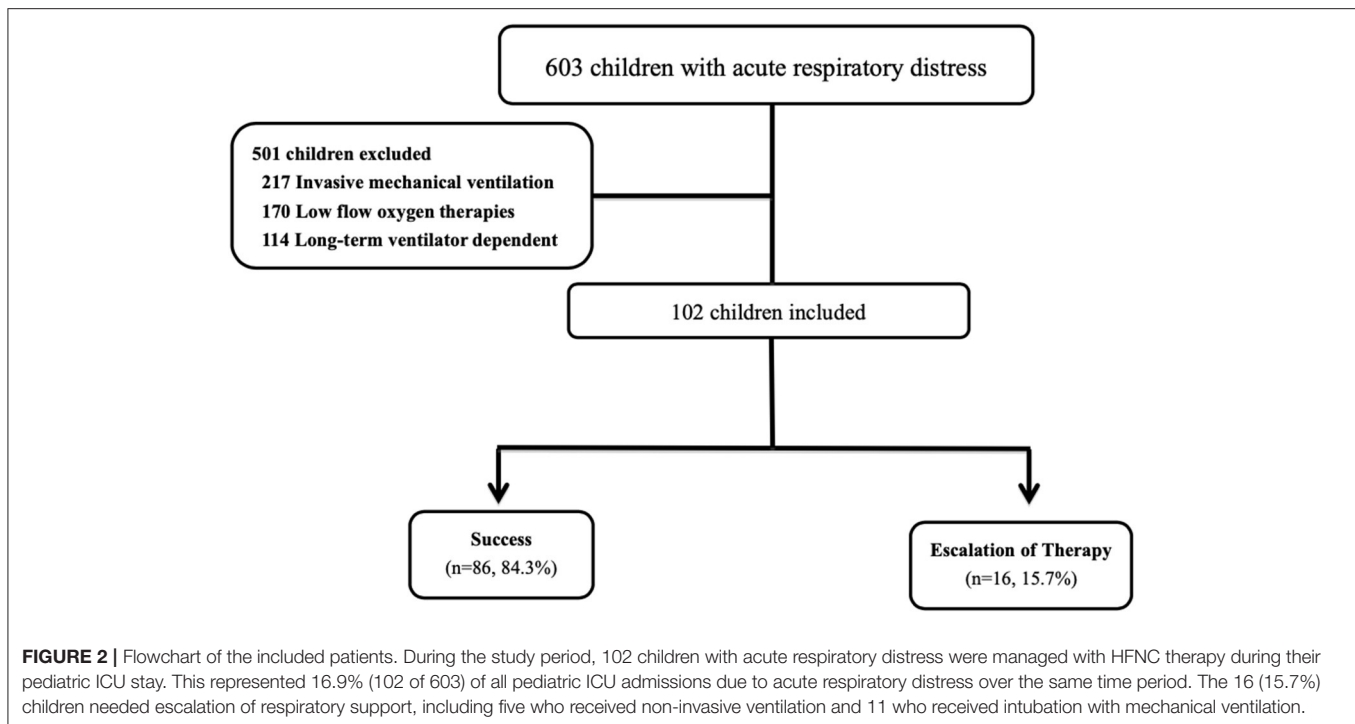 603 children with acute respiratory distress
501 children excluded
217 Invasive mechanical ventilation
170 Low flow oxygen therapies
114 Long-term ventilator dependent
102 children included
Success
(n=86, 84.3%)
Escalation of Therapy
(n=16, 15.7%)
FIGURE 2 | Flowchart of the included patients. During the study period, 102 children with acute respiratory distress were managed with HFNC therapy during their
pediatric ICU stay. This represented 16.9% (102 of 603) of all pediatric ICU admissions due to acute respiratory distress over the same time period. The 16 (15.7%)
children needed escalation of respiratory support, including five who received non-invasive ventilation and 11 who received intubation with mechanical ventilation.